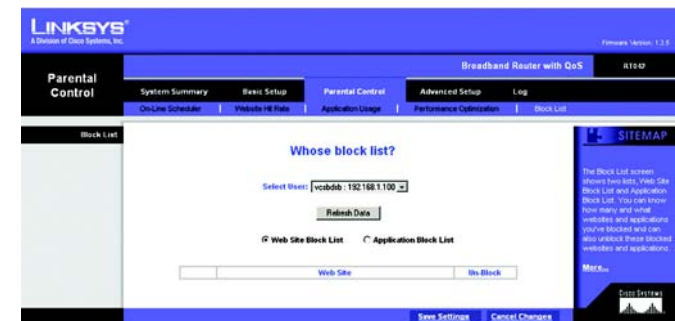 LINKSYS®
A Division of Cisco Systems, Inc.
Firmware Version: 1.3.5
Broadband Router with QoS
RT042
Parental Control
System Summary
Basic Setup
Parental Control
Advanced Setup
Log
On-Line Scheduler | Website Hit Rate | Application Usage | Performance Optimization | Block List
Block List
Whose block list?
Select User: vcsbdsb : 192.168.1.100
Refresh Data
Web Site Block List
Application Block List
Web Site
Un-Block
Save Settings
Cancel Changes
SITEMAP
The Block List screen
shows two lists, Web Site
Block List and Application
Block List. You can know
how many and what
websites and applications
you've blocked and can
also unblock these blocked
websites and applications.
More...
Cisco Systems